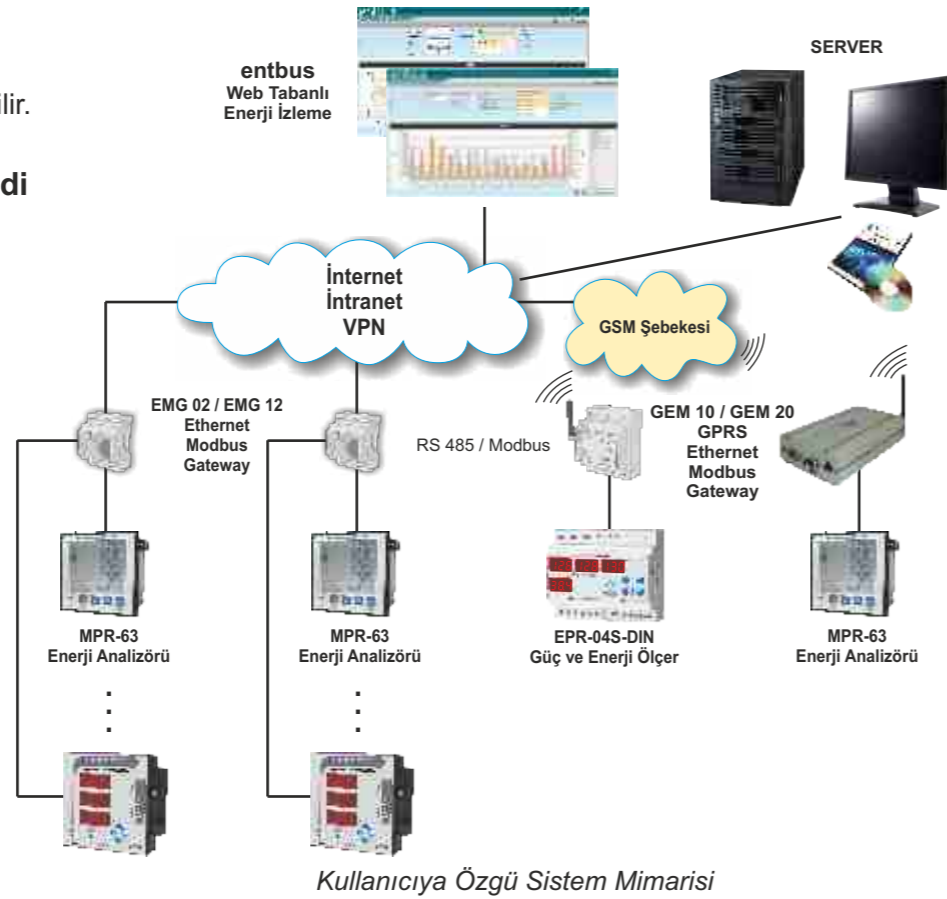 SERVER
entbus
Web Tabanlı
Enerji İzleme
ilir.
di
İnternet
İntranet
VPN
GSM Şebekesi
EMG 02 / EMG 12
Ethernet
Modbus
Gateway
RS 485 / Modbus
GEM 10 / GEM 20
GPRS
Ethernet
Modbus
Gateway
MPR-63
Enerji Analizörü
MPR-63
Enerji Analizörü
EPR-04S-DIN
Güç ve Enerji Ölçer
MPR-63
Enerji Analizörü
Kullanıcıya Özgü Sistem Mimarisi